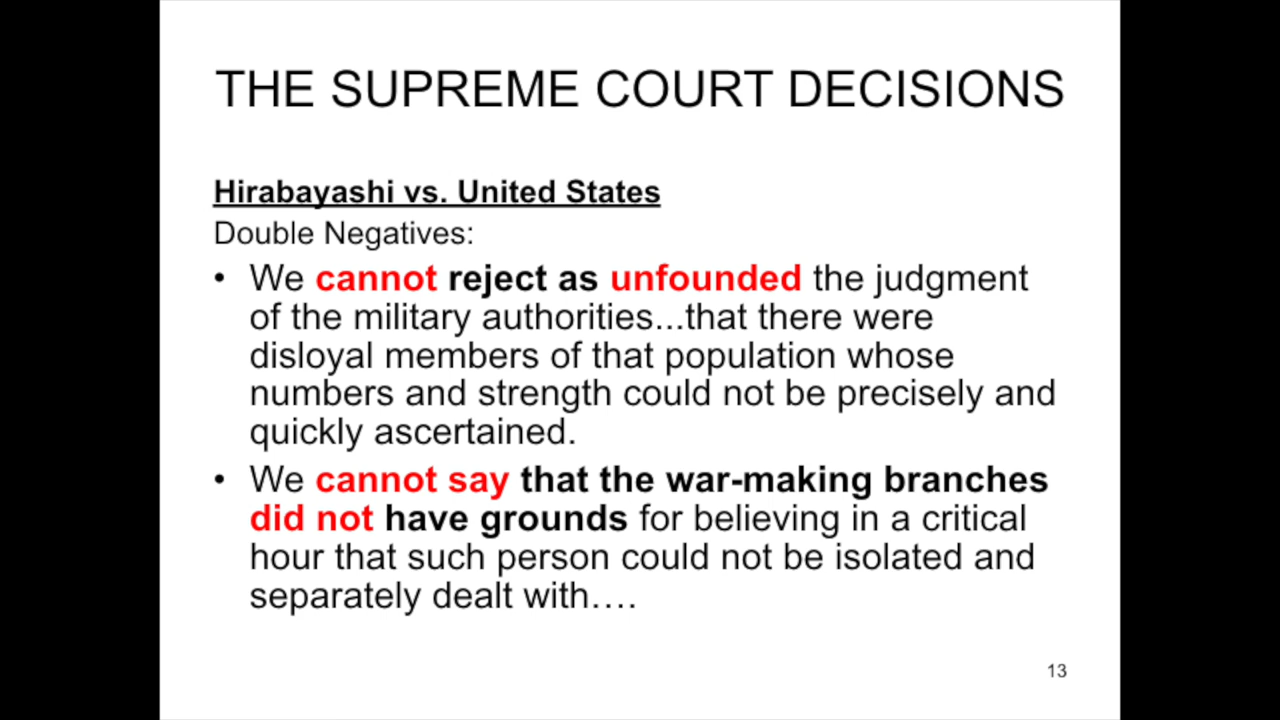 THE SUPREME COURT DECISIONS
Hirabayashi vs. United States
Double Negatives:
• We cannot reject as unfounded the judgment
of the military authorities...that there were
disloyal members of that population whose
numbers and strength could not be precisely and
quickly ascertained.
• We cannot say that the war-making branches
did not have grounds for believing in a critical
hour that such person could not be isolated and
separately dealt with….
13